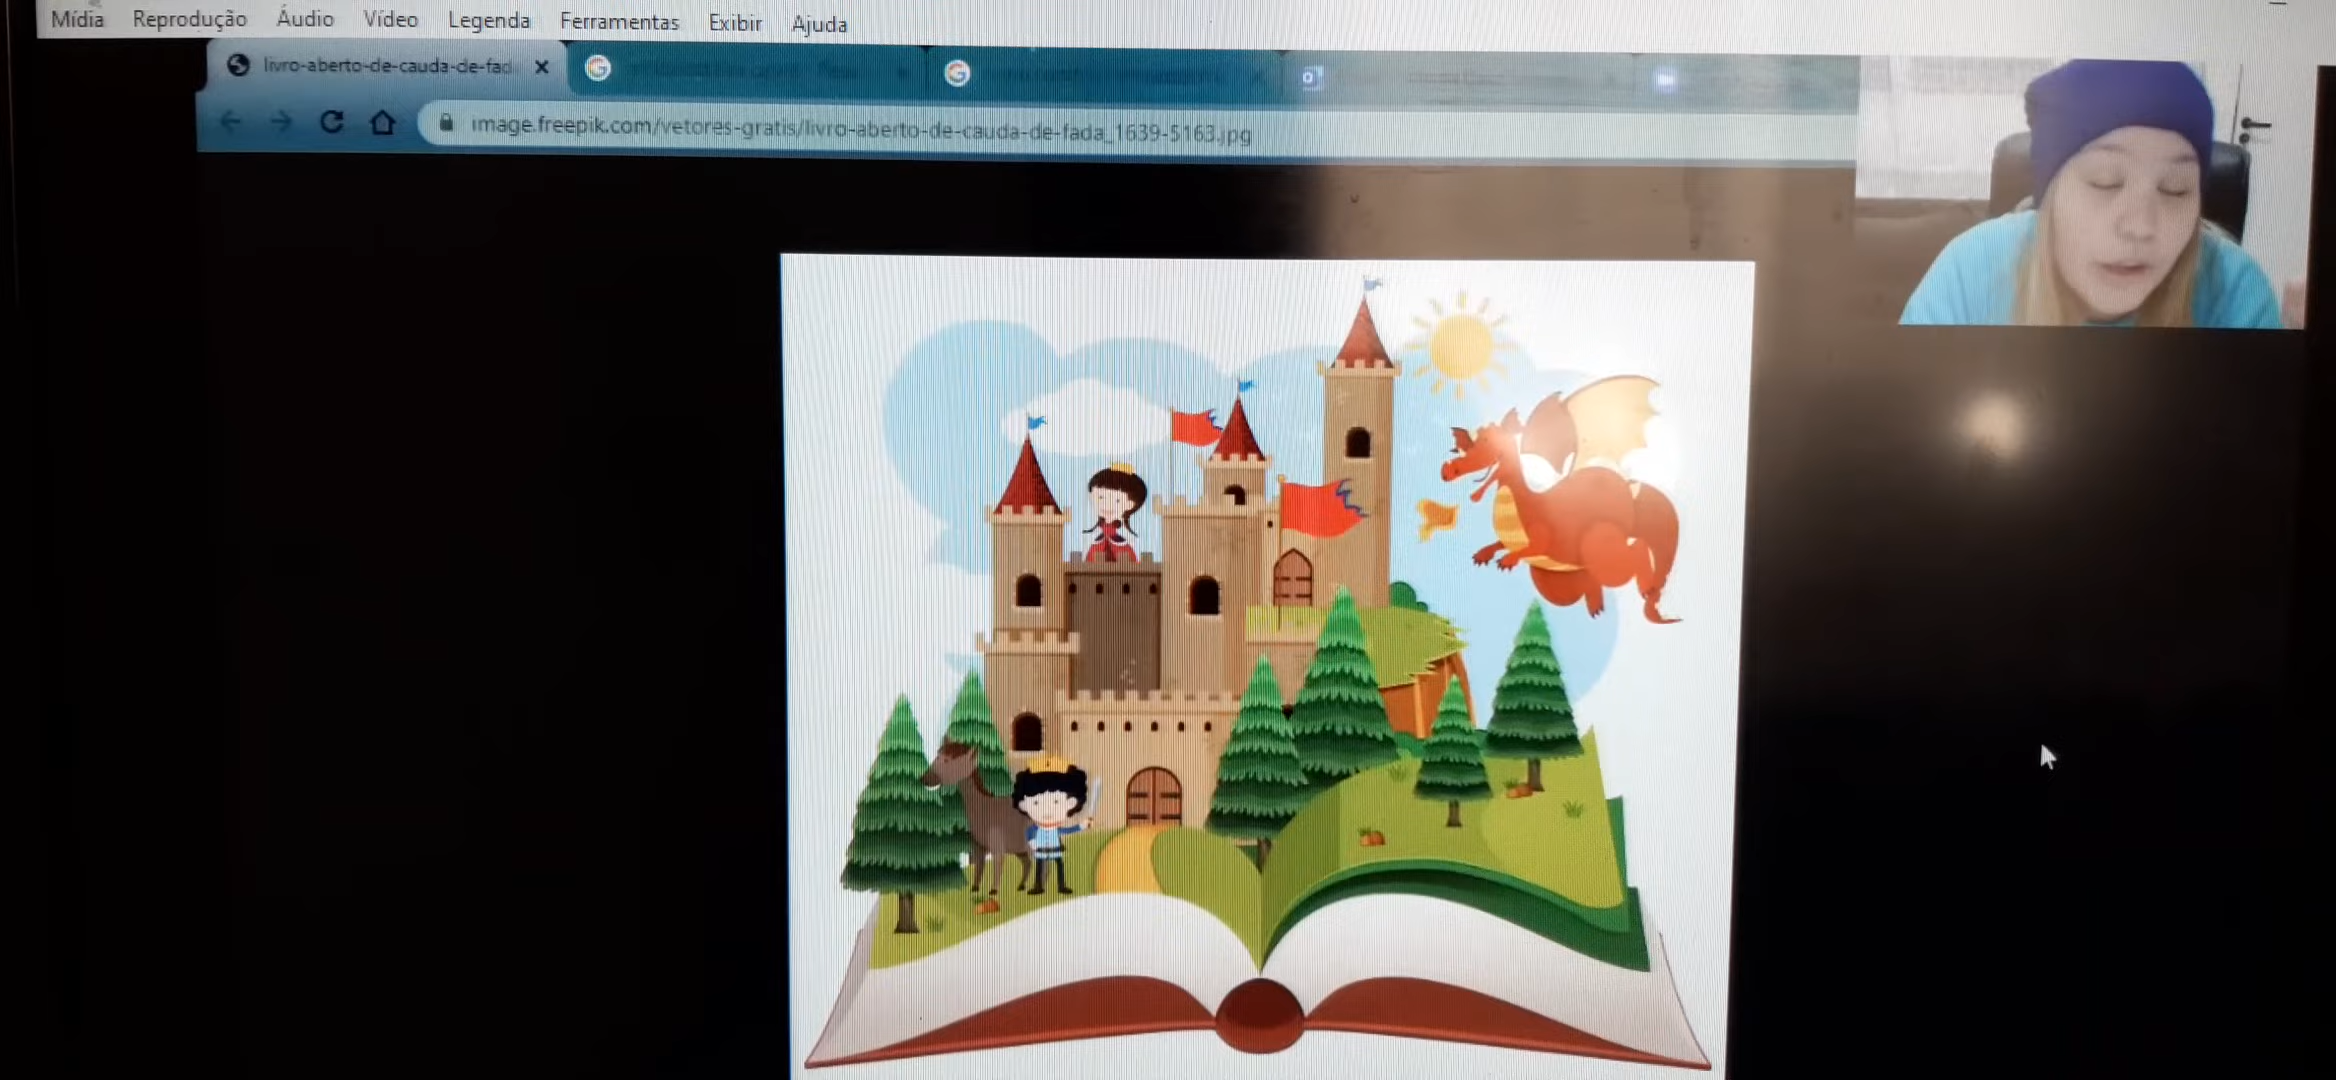 Mídia Reprodução Áudio Vídeo Legenda Ferramentas Exibir Ajuda
livro-aberto-de-cauda-de-fad
image.freepik.com/vetores-gratis/livro-aberto-de-cauda-de-fada_1639-5163.jpg